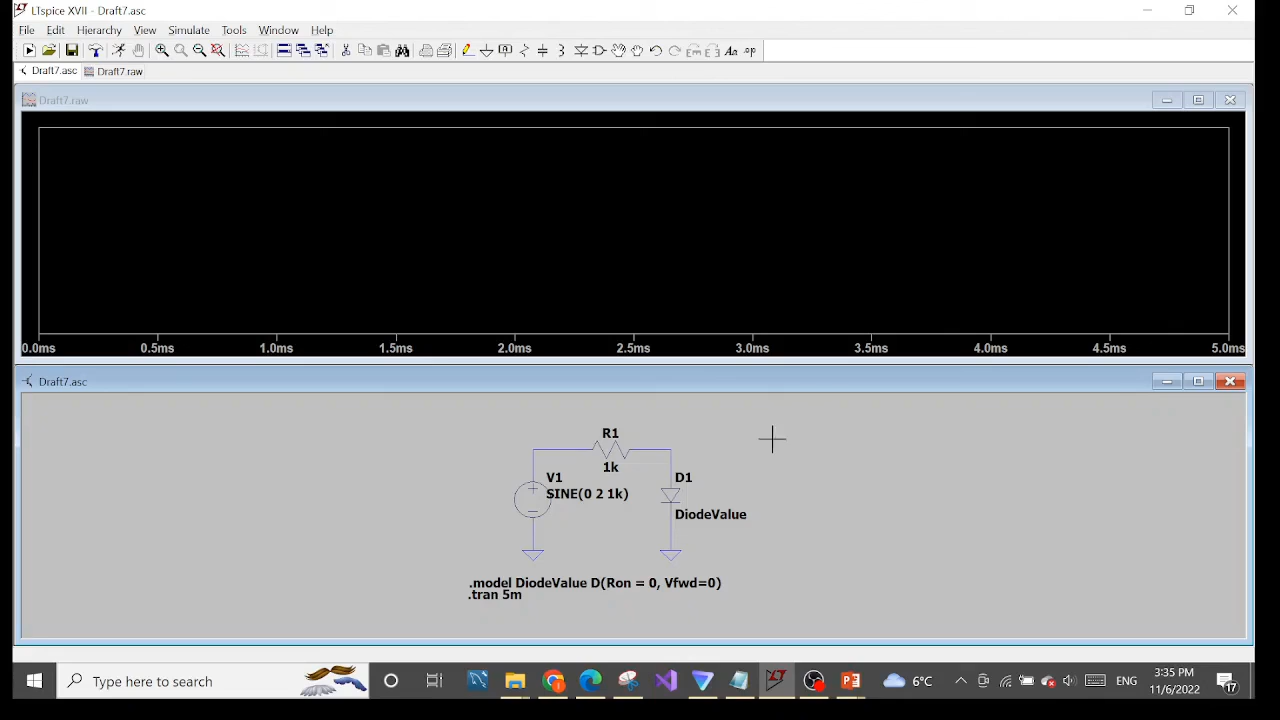 LTspice XVII - Draft7.asc
File Edit Hierarchy View Simulate Tools Window Help
Draft7.asc Draft7.raw
Draft7.raw
0.0ms 0.5ms 1.0ms 1.5ms 2.0ms 2.5ms 3.0ms 3.5ms 4.0ms 4.5ms 5.0ms
Draft7.asc
R1
1k
V1
SINE(0 2 1k)
D1
DiodeValue
.model DiodeValue D(Ron = 0, Vfwd=0)
.tran 5m
Type here to search
6°C
ENG
3:35 PM
11/6/2022
17